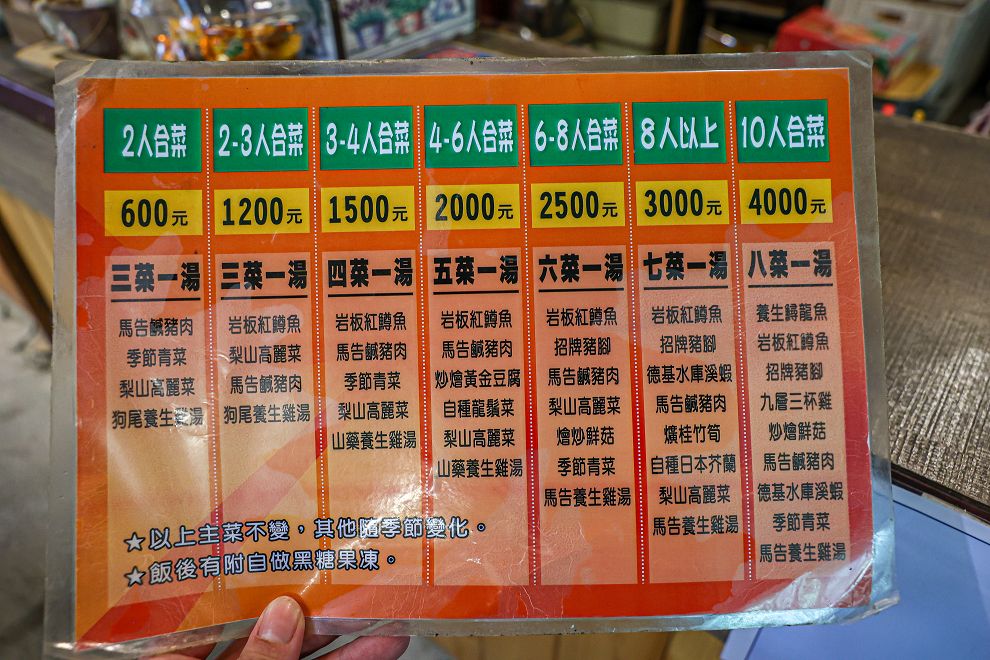 2人合菜
600元
三菜一湯
馬告鹹豬肉
季節青菜
梨山高麗菜
狗尾養生雞湯
2-3人合菜
1200元
三菜一湯
岩板紅鱒魚
梨山高麗菜
馬告鹹豬肉
狗尾養生雞湯
3-4人合菜
1500元
四菜一湯
岩板紅鱒魚
馬告鹹豬肉
季節青菜
梨山高麗菜
山藥養生雞湯
4-6人合菜
2000元
五菜一湯
岩板紅鱒魚
馬告鹹豬肉
炒燴黃金豆腐
自種龍鬚菜
梨山高麗菜
山藥養生雞湯
6-8人合菜
2500元
六菜一湯
岩板紅鱒魚
招牌豬腳
馬告鹹豬肉
梨山高麗菜
燴炒鮮菇
季節青菜
馬告養生雞湯
8人以上
3000元
七菜一湯
岩板紅鱒魚
招牌豬腳
德基水庫溪蝦
馬告鹹豬肉
爌桂竹筍
自種日本芥蘭
梨山高麗菜
馬告養生雞湯
10人合菜
4000元
八菜一湯
養生鱘龍魚
岩板紅鱒魚
招牌豬腳
九層三杯雞
炒燴鮮菇
馬告鹹豬肉
德基水庫溪蝦
季節青菜
馬告養生雞湯
☆以上主菜不變，其他隨季節變化。
☆飯後有附自做黑糖果凍。